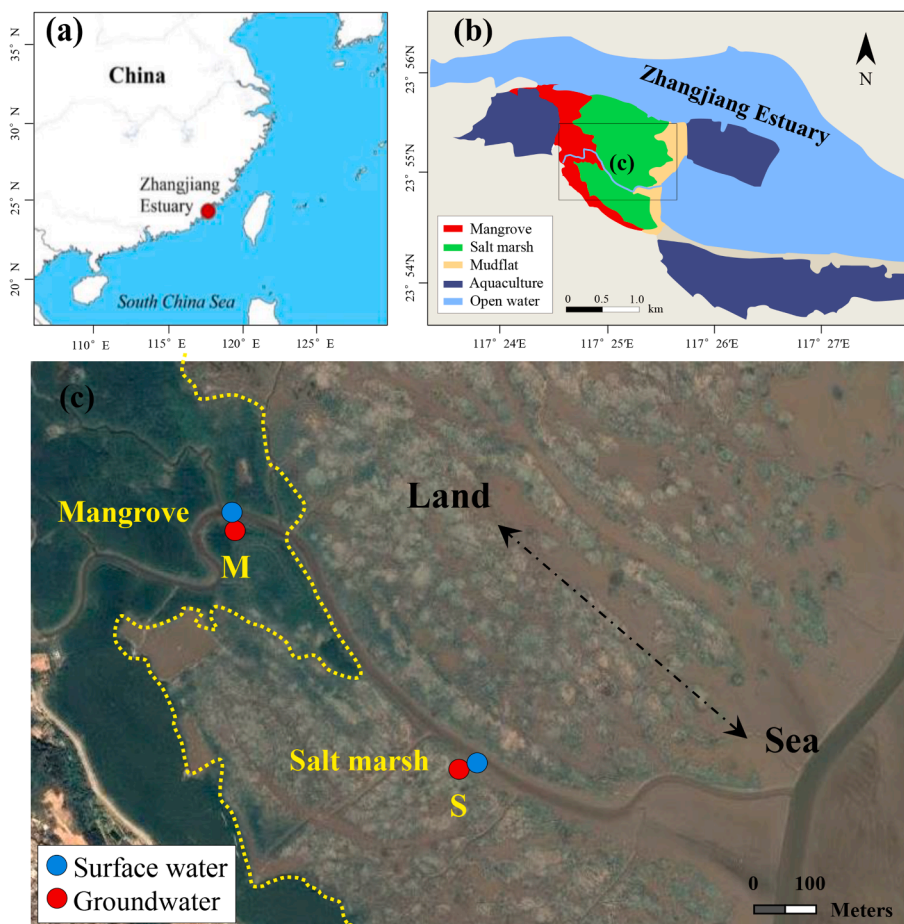 (a)
China
Zhangjiang
Estuary
South China Sea
35° N
30° N
25° N
20° N
110° E
115° E
120° E
125° E
(b)
N
Zhangjiang Estuary
(c)
Mangrove
Salt marsh
Mudflat
Aquaculture
Open water
0 0.5 1.0
km
23° 56′N
23° 55′N
23° 54′N
117° 24′E
117° 25′E
117° 26′E
117° 27′E
(c)
Land
Mangrove
M
Sea
Salt marsh
S
Surface water
Groundwater
0 100
Meters